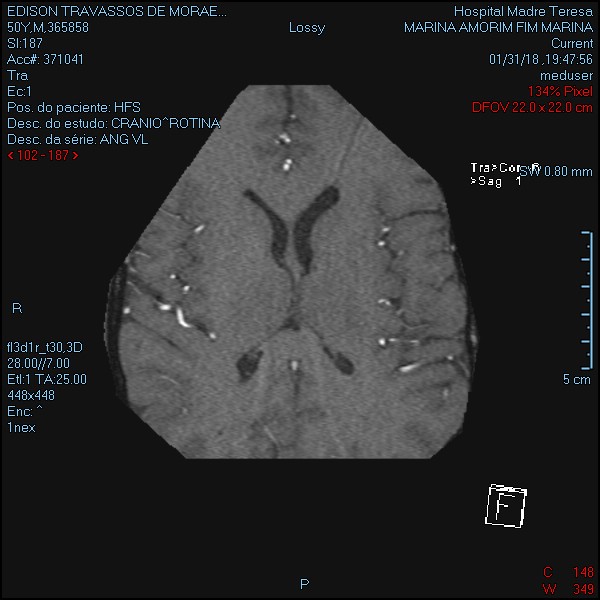 EDISON TRAVASSOS DE MORAE...
50Y,M,365858
Sl:187
Acc#: 371041
Tra
Ec:1
Pos. do paciente: HFS
Desc. do estudo: CRANIO^ROTINA
Desc. da série: ANG VL
< 102 - 187 >
Lossy
Hospital Madre Teresa
MARINA AMORIM FIM MARINA
Current
01/31/18 ,19:47:56
meduser
134% Pixel
DFOV 22.0 x 22.0 cm
SW 0.80 mm
Tra>Cor
>Sag 1
R
fl3d1r_t30,3D
28.00//7.00
Etl:1 TA:25.00
448x448
Enc: ^
1nex
5 cm
F
P
C 148
W 349